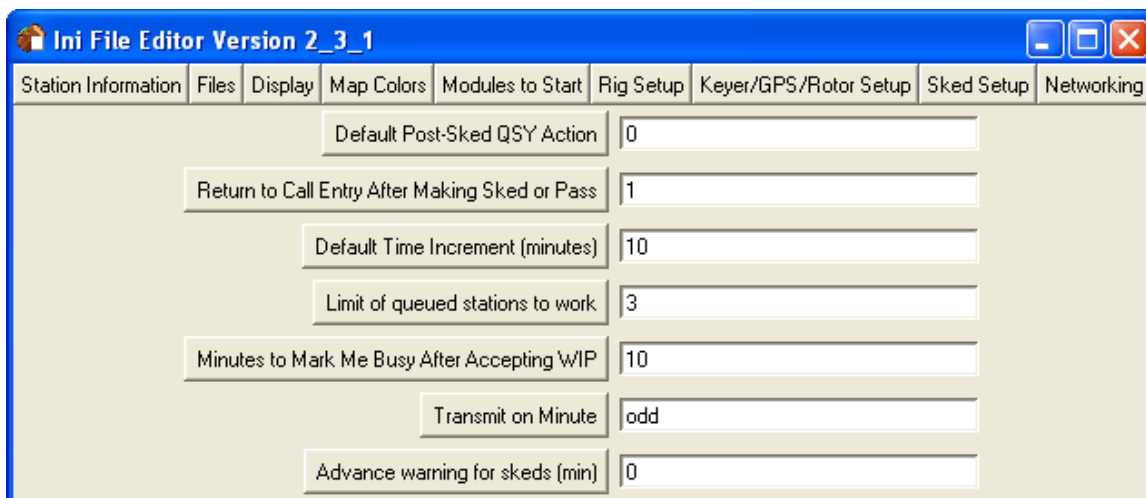 Ini File Editor Version 2_3_1
Station Information Files Display Map Colors Modules to Start Rig Setup Keyer/GPS/Rotor Setup Sked Setup Networking
Default Post-Sked QSY Action 0
Return to Call Entry After Making Sked or Pass 1
Default Time Increment (minutes) 10
Limit of queued stations to work 3
Minutes to Mark Me Busy After Accepting WIP 10
Transmit on Minute odd
Advance warning for skeds (min) 0